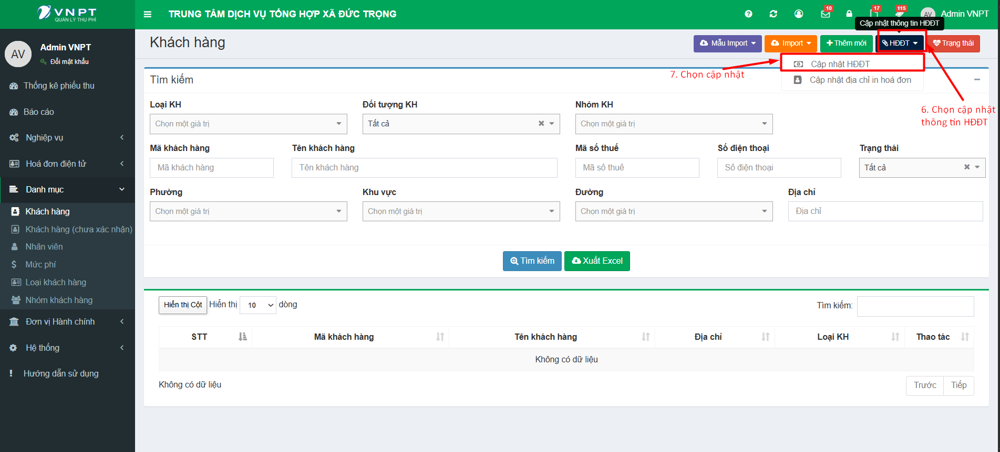 VNPT
QUẢN LÝ THU PHÍ
TRUNG TÂM DỊCH VỤ TỔNG HỢP XÃ ĐỨC TRỌNG
10
17
115
AV
Admin VNPT
Cập nhật thông tin HĐĐT
AV
Admin VNPT
Đổi mật khẩu
Thống kê phiếu thu
Báo cáo
Nghiệp vụ
Hoá đơn điện tử
Danh mục
Khách hàng
Khách hàng (chưa xác nhận)
Nhân viên
Mức phí
Loại khách hàng
Nhóm khách hàng
Đơn vị Hành chính
Hệ thống
Hướng dẫn sử dụng
Khách hàng
Mẫu Import
Import
Thêm mới
HĐĐT
Trạng thái
Cập nhật HĐĐT
Cập nhật địa chỉ in hoá đơn
7. Chọn cập nhật
6. Chọn cập nhật
thông tin HĐĐT
Tìm kiếm
Loại KH
Đối tượng KH
Nhóm KH
Chọn một giá trị
Tất cả
Chọn một giá trị
Mã khách hàng
Tên khách hàng
Mã số thuế
Số điện thoại
Trạng thái
Mã khách hàng
Tên khách hàng
Mã số thuế
Số điện thoại
Tất cả
Phường
Khu vực
Đường
Địa chỉ
Chọn một giá trị
Chọn một giá trị
Chọn một giá trị
Địa chỉ
Tìm kiếm
Xuất Excel
Hiển thị Cột
Hiển thị 10 dòng
Tìm kiếm:
STT
Mã khách hàng
Tên khách hàng
Địa chỉ
Loại KH
Thao tác
Không có dữ liệu
Không có dữ liệu
Trước
Tiếp